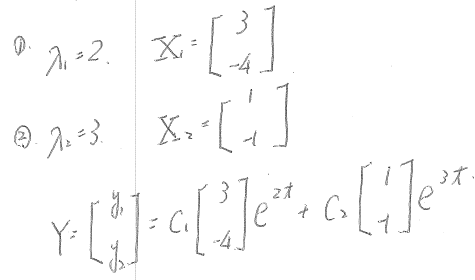 ①. λ₁=2. X₁=[3 -4]
②. λ₂=3. X₂=[1 -1]
Y=[y₁ y₂]=C₁[3 -4]e^{2t}+C₂[1 -1]e^{3t}.